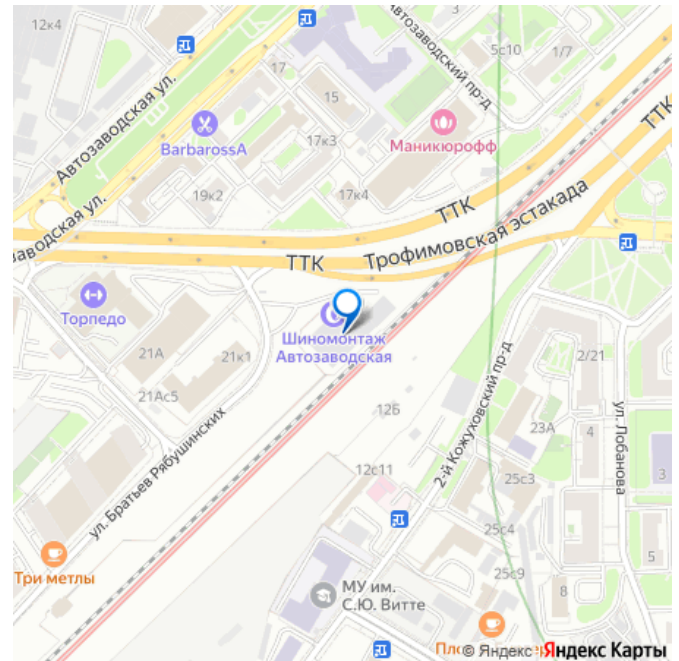 12к4
3
Автозаводский пр-д
5с10
1/7
17
Автозаводская ул.
15
BarbarossA
17к3
Маникюрофф
ТТК
19к2
17к4
ТТК
заводская ул.
Трофимовская эстакада
ТТК
Торпедо
Шиномонтаж
Автозаводская
21А
21к1
2/21
21Ас5
12Б
2-й Кожуховский пр-д
23А
4
ул. Лобанова
ул. Братьев Рябушинских
12с11
25с3
3
25с4
Три метлы
25с9
5
МУ им.
С.Ю. Витте
8
© Яндекс Яндекс Карты